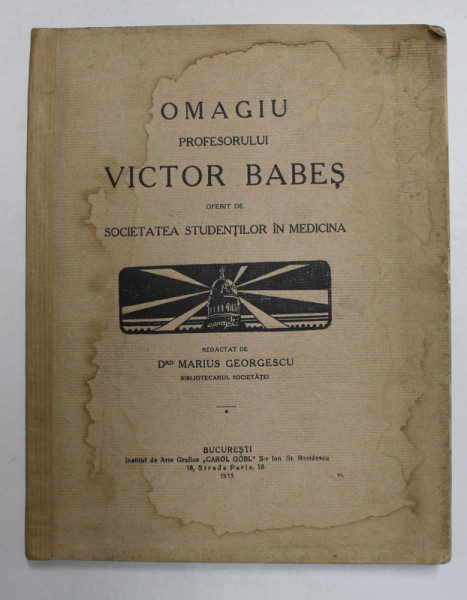 OMAGIU
PROFESORULUI
VICTOR BABEȘ
OFERIT DE
SOCIETATEA STUDENȚILOR ÎN MEDICINA
REDACTAT DE
DRD MARIUS GEORGESCU
BIBLIOTECARUL SOCIETĂȚEI
BUCUREȘTI
Institut de Arte Grafice „CAROL GÖBL" S-r Ion St. Rasidescu
16, Strada Paris, 16
1915